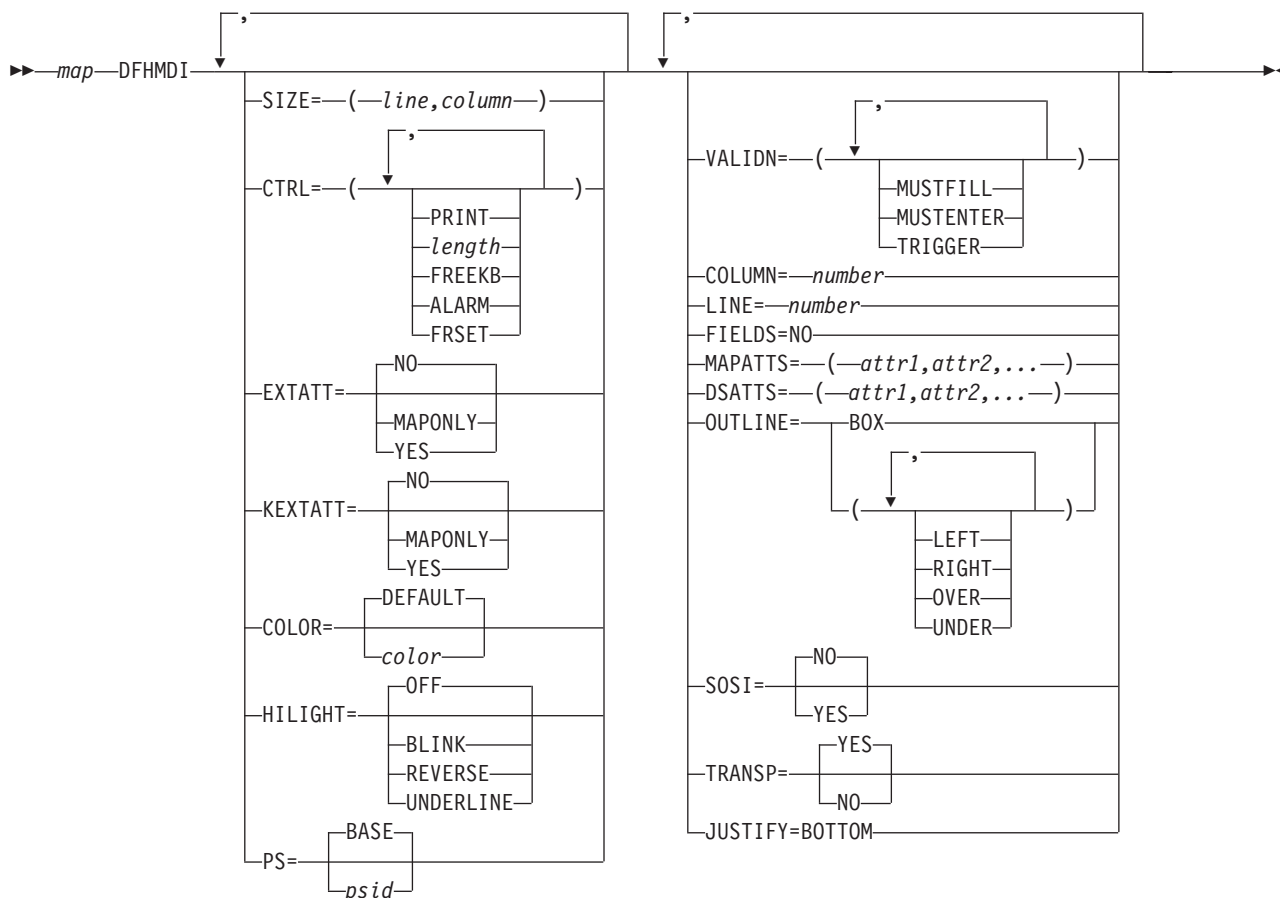 map DFHMDI
,
SIZE= ( line,column )
CTRL= ( , )
PRINT
length
FREEKB
ALARM
FRSET
EXTATT=
NO
MAPONLY
YES
KEXTATT=
NO
MAPONLY
YES
COLOR=
DEFAULT
color
HILIGHT=
OFF
BLINK
REVERSE
UNDERLINE
PS=
BASE
psid
,
VALIDN= ( , )
MUSTFILL
MUSTENTER
TRIGGER
COLUMN= number
LINE= number
FIELDS=NO
MAPATTS= ( attr1,attr2,... )
DSATTS= ( attr1,attr2,... )
OUTLINE= BOX
( , )
LEFT
RIGHT
OVER
UNDER
SOSI=
NO
YES
TRANSP=
YES
NO
JUSTIFY=BOTTOM